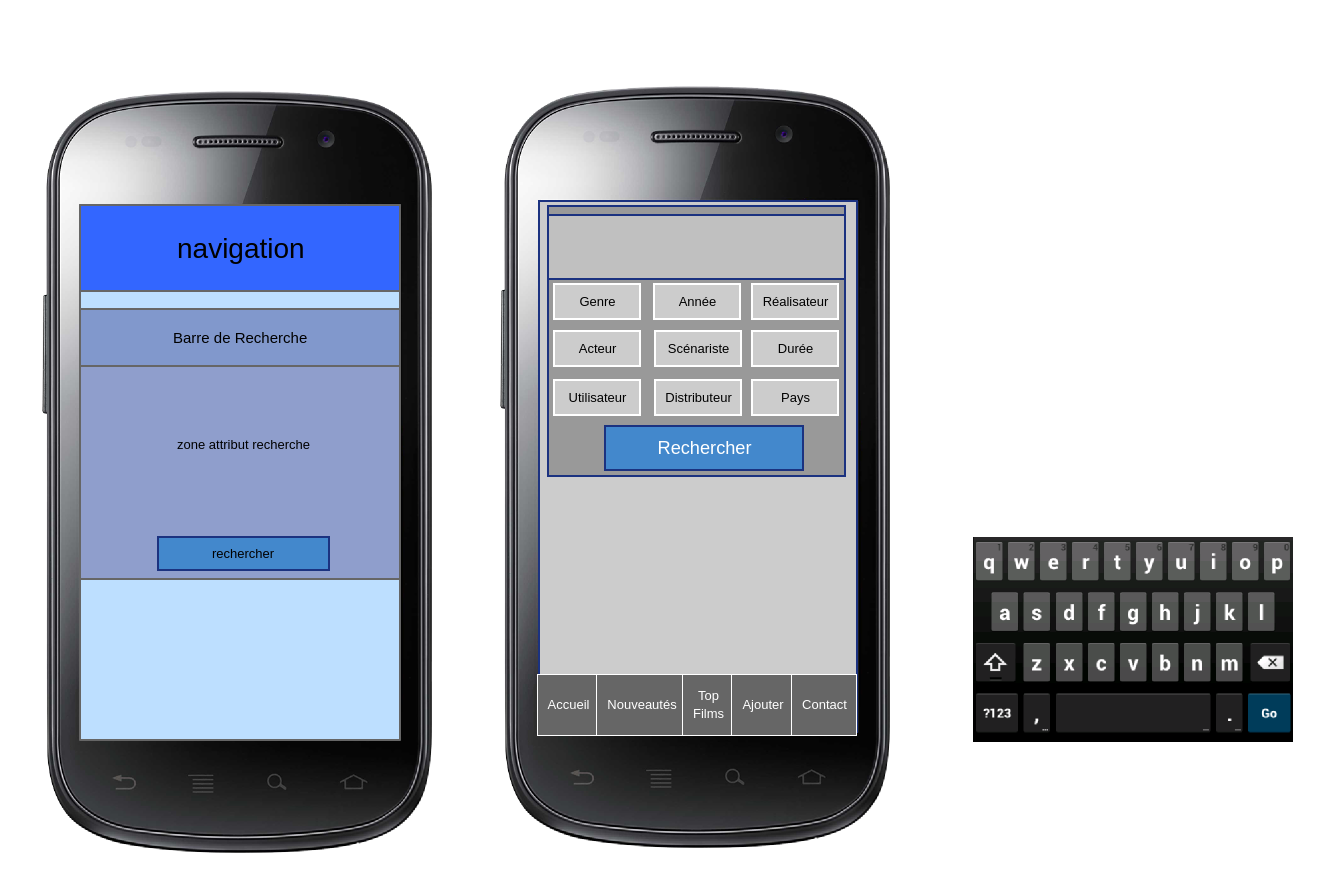 navigation
Barre de Recherche
zone attribut recherche
rechercher
Genre Année Réalisateur
Acteur Scénariste Durée
Utilisateur Distributeur Pays
Rechercher
Accueil Nouveautés Top Films Ajouter Contact
1 2 3 4 5 6 7 8 9 0
q w e r t y u i o p
a s d f g h j k l
z x c v b n m
?123 , ... . Go